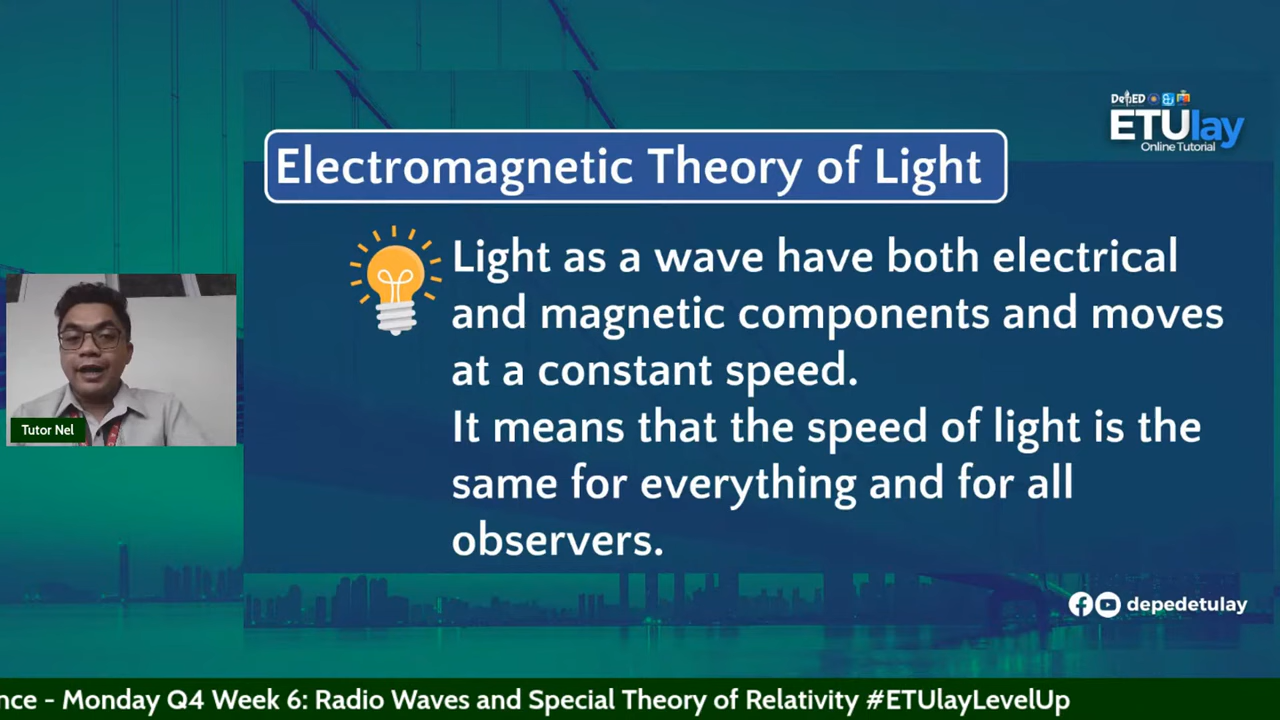 DepED
ETUlay
Online Tutorial
Electromagnetic Theory of Light
Light as a wave have both electrical
and magnetic components and moves
at a constant speed.
It means that the speed of light is the
same for everything and for all
observers.
Tutor Nel
depedetulay
nce - Monday Q4 Week 6: Radio Waves and Special Theory of Relativity #ETUlayLevelUp